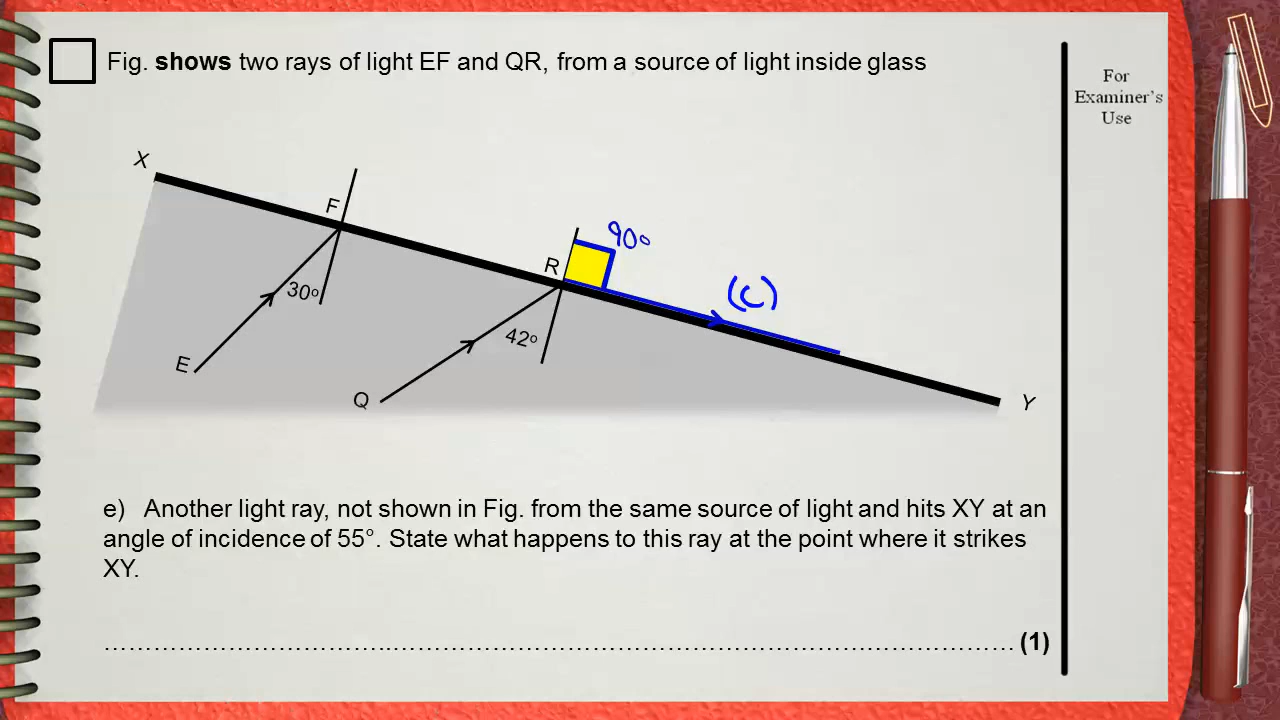 Fig. shows two rays of light EF and QR, from a source of light inside glass
For
Examiner's
Use
X
F
90°
R
(C)
30°
42°
E
Q
Y
e) Another light ray, not shown in Fig. from the same source of light and hits XY at an
angle of incidence of 55°. State what happens to this ray at the point where it strikes
XY.
……………………………………………………………………………………………… (1)